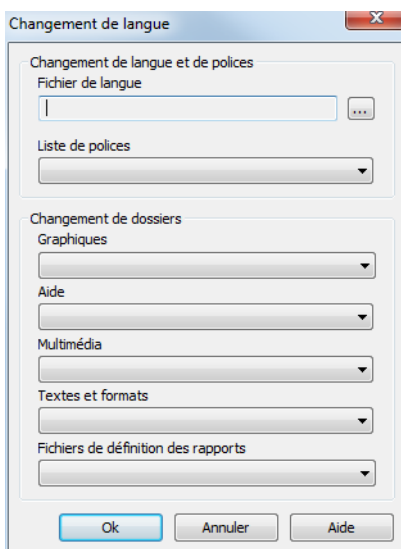 Changement de langue
Changement de langue et de polices
Fichier de langue
...
Liste de polices
Changement de dossiers
Graphiques
Aide
Multimédia
Textes et formats
Fichiers de définition des rapports
Ok Annuler Aide